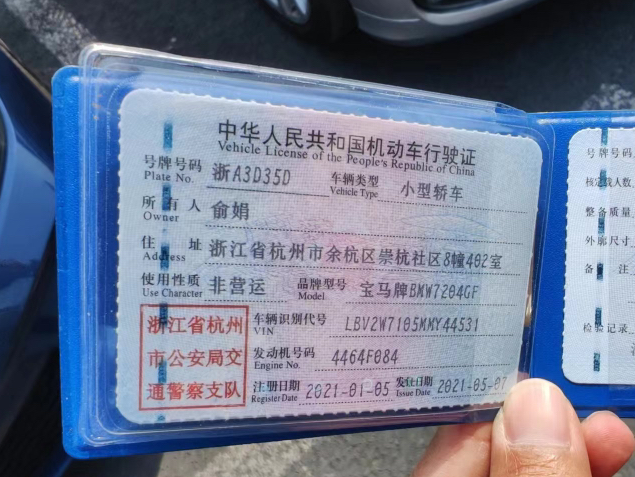 中华人民共和国机动车行驶证
Vehicle License of the People's Republic of China
号牌号码 浙A3D35D 车辆类型 小型轿车
Plate No. Vehicle Type
所有人 俞娟
Owner
住址 浙江省杭州市余杭区崇杭社区8幢402室
Address
使用性质 非营运 品牌型号 宝马牌BMW7204GF
Use Character Model
浙江省杭州
市公安局交
通警察支队
车辆识别代号 LBV2W7105MMY44531
VIN
发动机号码 4464F084
Engine No.
注册日期 2021-01-05 发证日期 2021-05-07
Register Date Issue Date
号牌号码
核定载人数
整备质量
外廓尺寸
备注
检验记录